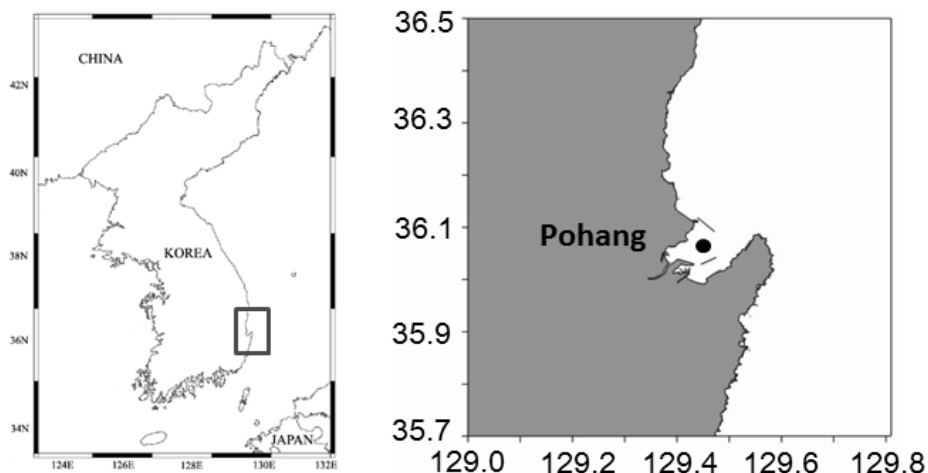 CHINA
42N
40N
38N
KOREA
36N
34N
JAPAN
124E 126E 128E 130E 132E
36.5
36.3
36.1
Pohang
35.9
35.7
129.0 129.2 129.4 129.6 129.8